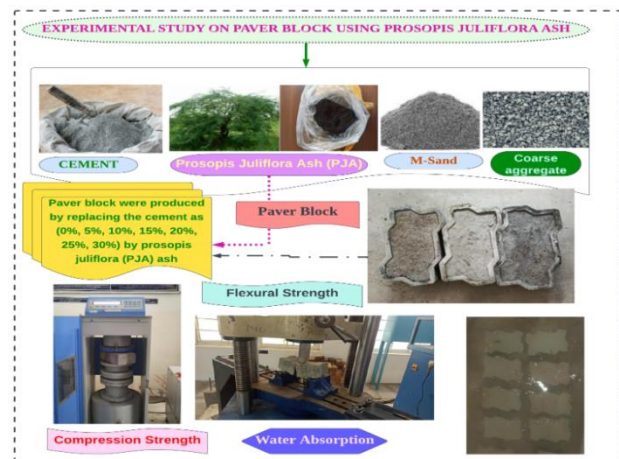 EXPERIMENTAL STUDY ON PAVER BLOCK USING PROSOPIS JULIFLORA ASH
CEMENT
Prosopis Juliflora Ash (PJA)
M-Sand
Coarse
aggregate
Paver block were produced
by replacing the cement as
(0%, 5%, 10%, 15%, 20%,
25%, 30%) by prosopis
juliflora (PJA) ash
Paver Block
Flexural Strength
Compression Strength
Water Absorption